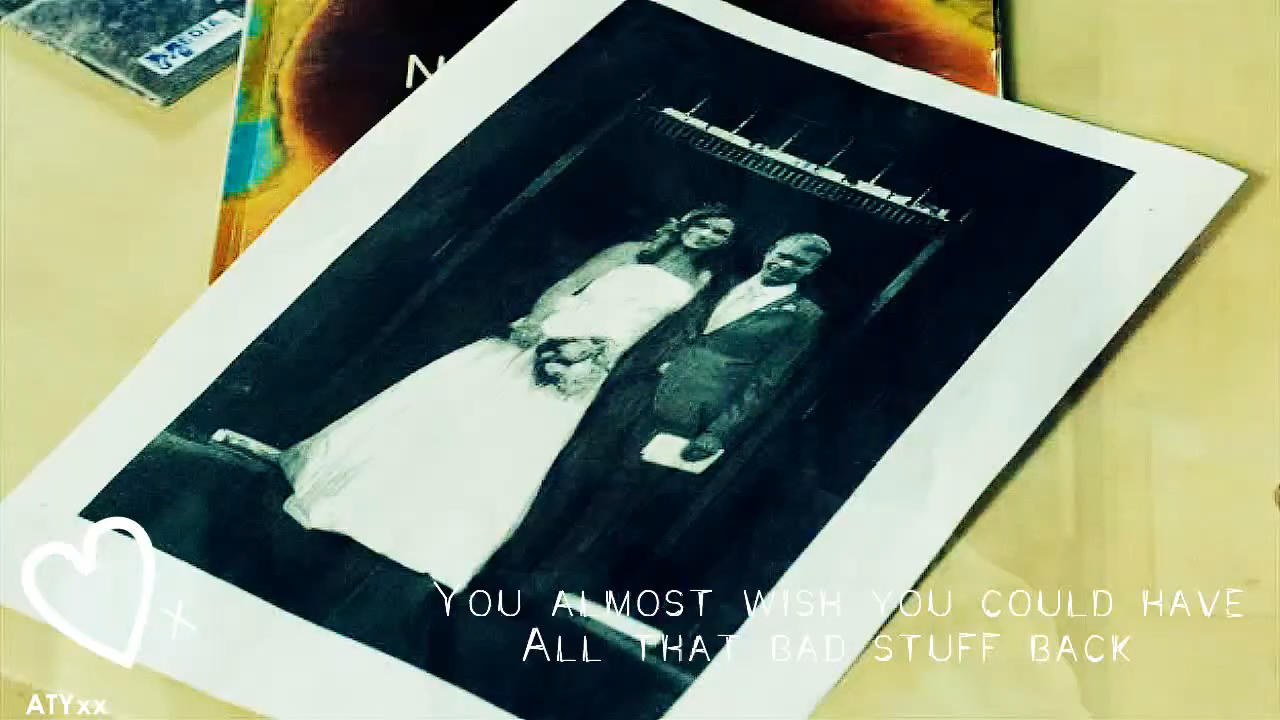 N
YOU ALMOST WISH YOU COULD HAVE
ALL THAT BAD STUFF BACK
X
ATYxx